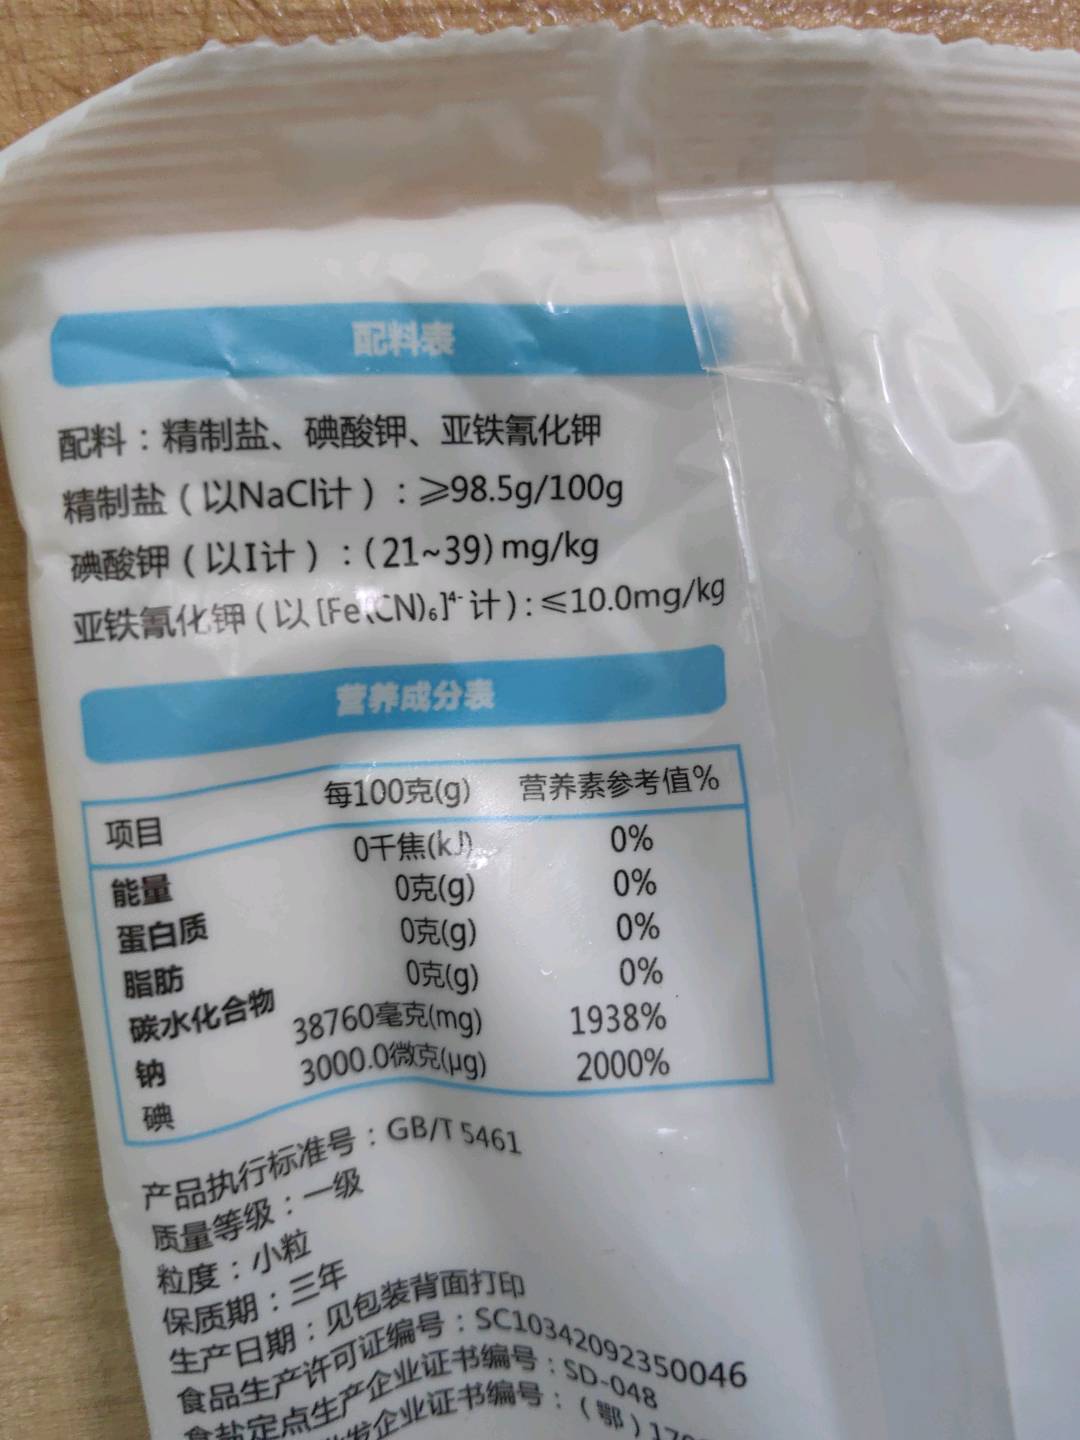 配料表
配料：精制盐、碘酸钾、亚铁氰化钾
精制盐（以NaCl计）：≥98.5g/100g
碘酸钾（以I计）：(21~39)mg/kg
亚铁氰化钾（以[Fe(CN)₆]⁴⁻计）：≤10.0mg/kg
营养成分表
项目 每100克(g) 营养素参考值%
能量 0千焦(kJ) 0%
蛋白质 0克(g) 0%
脂肪 0克(g) 0%
碳水化合物 0克(g) 0%
钠 38760毫克(mg) 1938%
碘 3000.0微克(μg) 2000%
产品执行标准号：GB/T 5461
质量等级：一级
粒度：小粒
保质期：三年
生产日期：见包装背面打印
食品生产许可证编号：SC10342092350046
食盐定点生产企业证书编号：SD-048
发企业证书编号：（鄂）